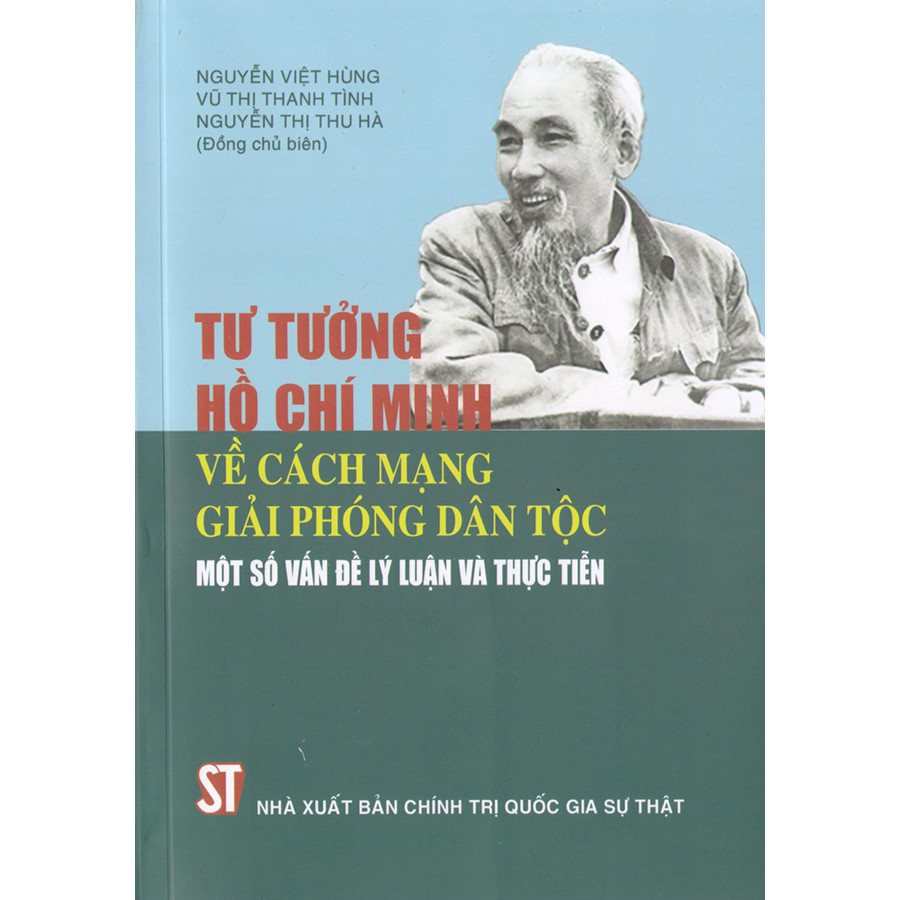 NGUYỄN VIỆT HÙNG
VŨ THỊ THANH TÌNH
NGUYỄN THỊ THU HÀ
(Đồng chủ biên)
TƯ TƯỞNG
HỒ CHÍ MINH
VỀ CÁCH MẠNG
GIẢI PHÓNG DÂN TỘC
MỘT SỐ VẤN ĐỀ LÝ LUẬN VÀ THỰC TIỄN
ST
NHÀ XUẤT BẢN CHÍNH TRỊ QUỐC GIA SỰ THẬT